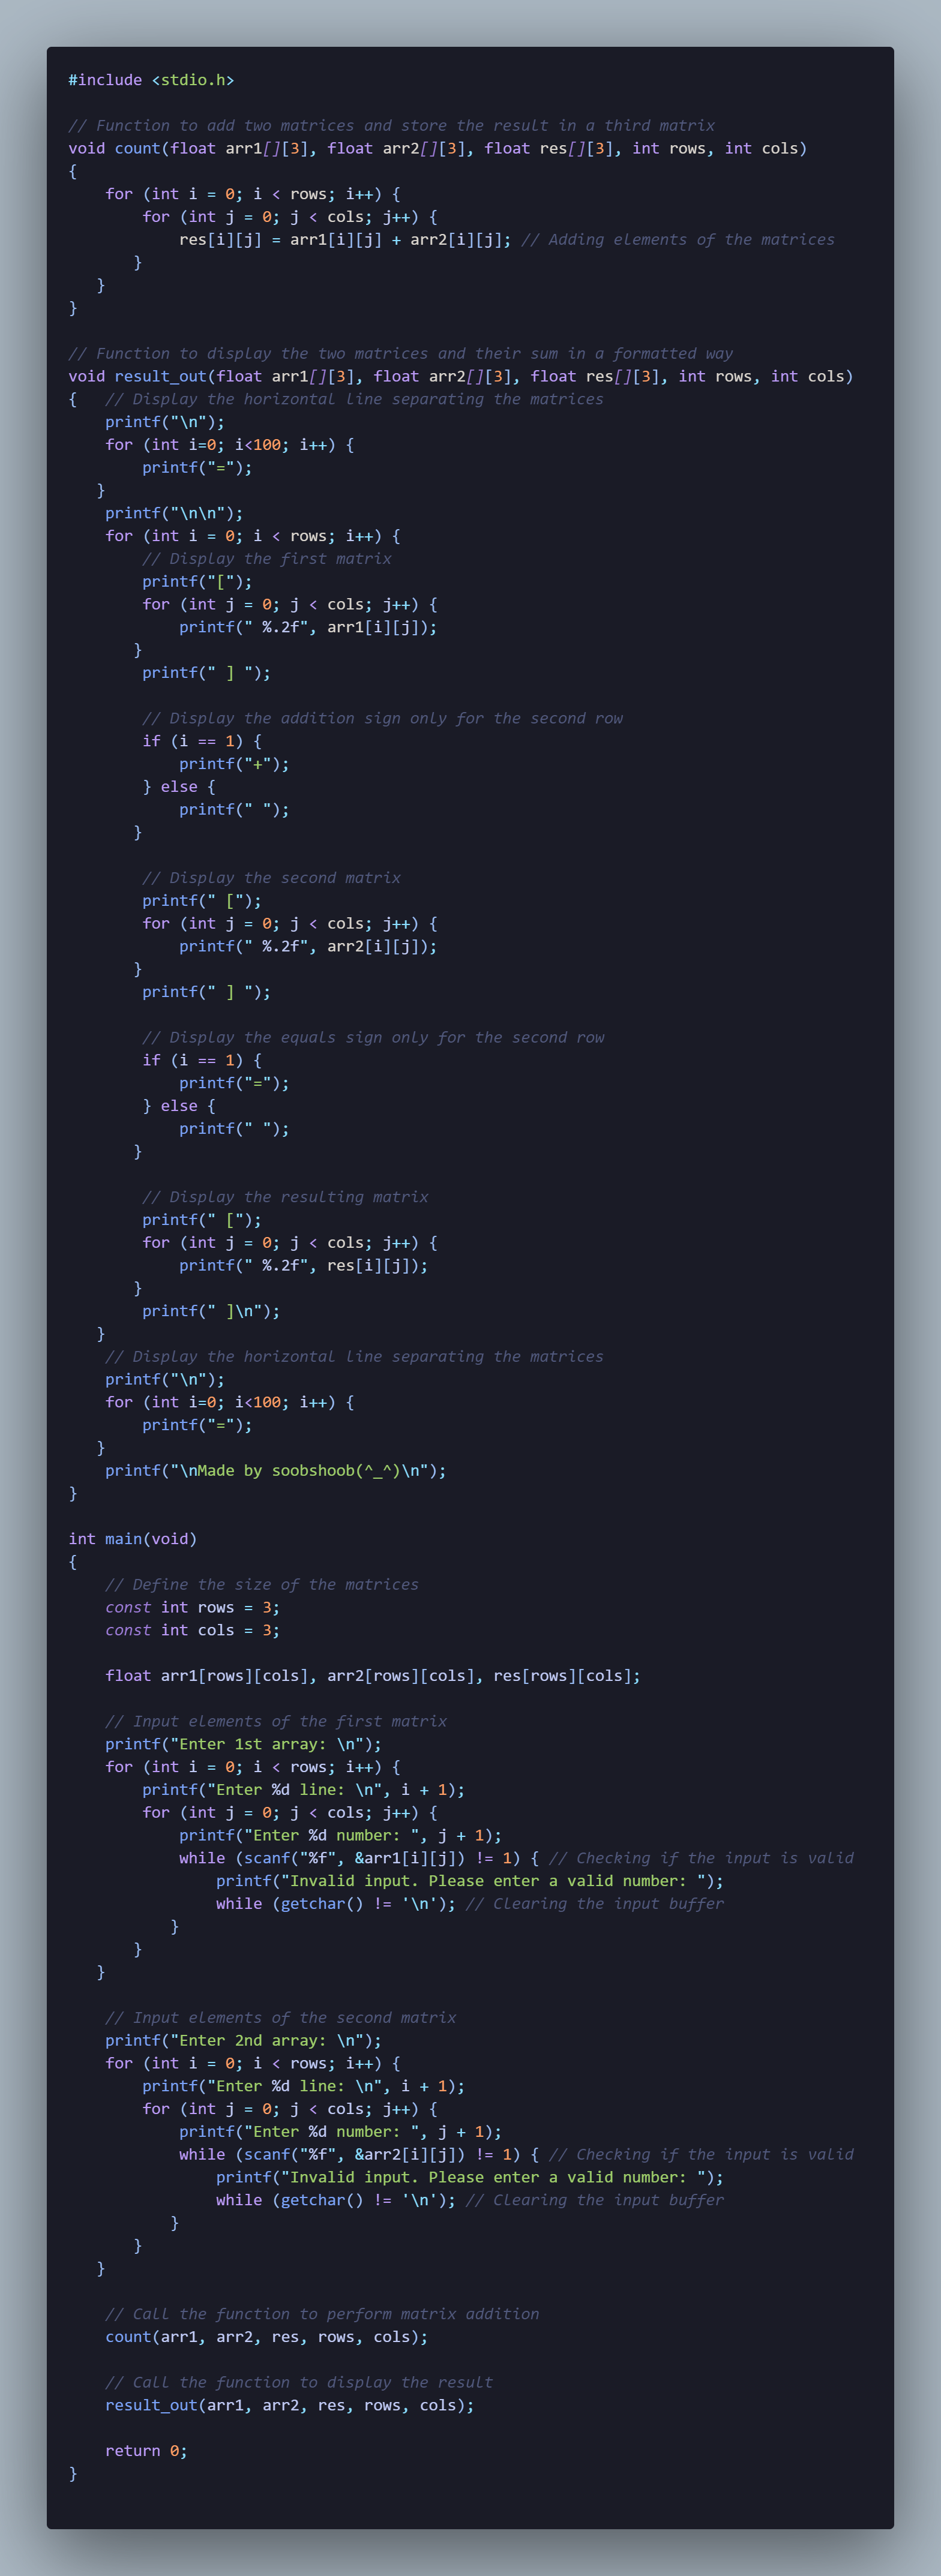 #include <stdio.h>

// Function to add two matrices and store the result in a third matrix
void count(float arr1[][3], float arr2[][3], float res[][3], int rows, int cols)
{
    for (int i = 0; i < rows; i++) {
        for (int j = 0; j < cols; j++) {
            res[i][j] = arr1[i][j] + arr2[i][j]; // Adding elements of the matrices
       }
   }
}

// Function to display the two matrices and their sum in a formatted way
void result_out(float arr1[][3], float arr2[][3], float res[][3], int rows, int cols)
{   // Display the horizontal line separating the matrices
    printf("\n");
    for (int i=0; i<100; i++) {
        printf("=");
   }
    printf("\n\n");
    for (int i = 0; i < rows; i++) {
        // Display the first matrix
        printf("[");
        for (int j = 0; j < cols; j++) {
            printf(" %.2f", arr1[i][j]);
       }
        printf(" ] ");

        // Display the addition sign only for the second row
        if (i == 1) {
            printf("+");
        } else {
            printf(" ");
       }

        // Display the second matrix
        printf(" [");
        for (int j = 0; j < cols; j++) {
            printf(" %.2f", arr2[i][j]);
       }
        printf(" ] ");

        // Display the equals sign only for the second row
        if (i == 1) {
            printf("=");
        } else {
            printf(" ");
       }

        // Display the resulting matrix
        printf(" [");
        for (int j = 0; j < cols; j++) {
            printf(" %.2f", res[i][j]);
       }
        printf(" ]\n");
   }
    // Display the horizontal line separating the matrices
    printf("\n");
    for (int i=0; i<100; i++) {
        printf("=");
   }
    printf("\nMade by soobshoob(^_^)\n");
}

int main(void)
{
    // Define the size of the matrices
    const int rows = 3;
    const int cols = 3;

    float arr1[rows][cols], arr2[rows][cols], res[rows][cols];

    // Input elements of the first matrix
    printf("Enter 1st array: \n");
    for (int i = 0; i < rows; i++) {
        printf("Enter %d line: \n", i + 1);
        for (int j = 0; j < cols; j++) {
            printf("Enter %d number: ", j + 1);
            while (scanf("%f", &arr1[i][j]) != 1) { // Checking if the input is valid
                printf("Invalid input. Please enter a valid number: ");
                while (getchar() != '\n'); // Clearing the input buffer
           }
       }
   }

    // Input elements of the second matrix
    printf("Enter 2nd array: \n");
    for (int i = 0; i < rows; i++) {
        printf("Enter %d line: \n", i + 1);
        for (int j = 0; j < cols; j++) {
            printf("Enter %d number: ", j + 1);
            while (scanf("%f", &arr2[i][j]) != 1) { // Checking if the input is valid
                printf("Invalid input. Please enter a valid number: ");
                while (getchar() != '\n'); // Clearing the input buffer
           }
       }
   }

    // Call the function to perform matrix addition
    count(arr1, arr2, res, rows, cols);

    // Call the function to display the result
    result_out(arr1, arr2, res, rows, cols);

    return 0;
}